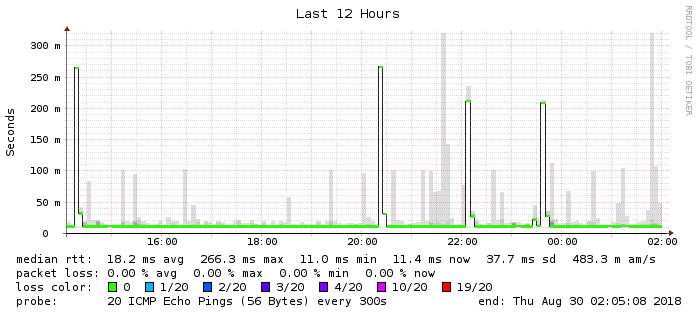 Last 12 Hours
RRDTOOL / TOBI OETIKER
Seconds
300 m
250 m
200 m
150 m
100 m
50 m
0
16:00 18:00 20:00 22:00 00:00 02:00
median rtt: 18.2 ms avg 266.3 ms max 11.0 ms min 11.4 ms now 37.7 ms sd 483.3 m am/s
packet loss: 0.00 % avg 0.00 % max 0.00 % min 0.00 % now
loss color: 0 1/20 2/20 3/20 4/20 10/20 19/20
probe: 20 ICMP Echo Pings (56 Bytes) every 300s end: Thu Aug 30 02:05:08 2018